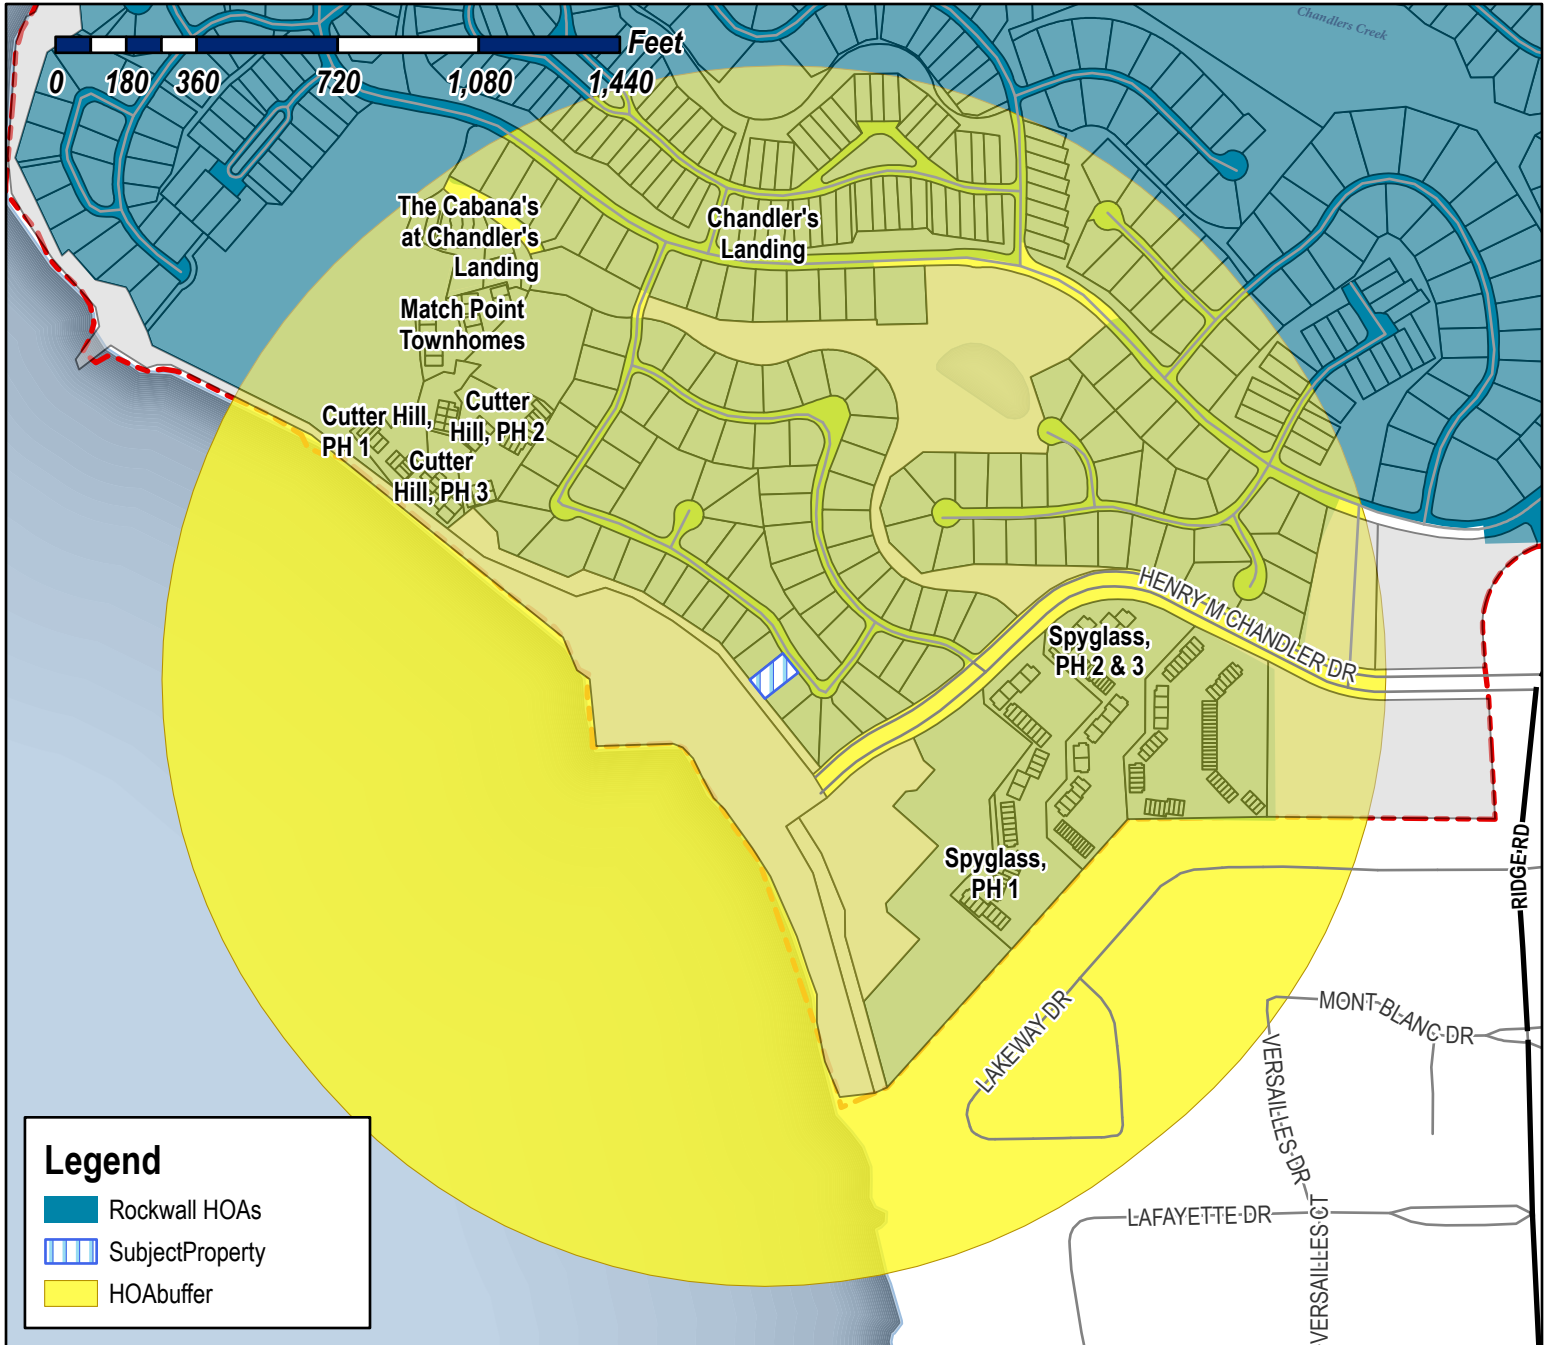 Chandlers Creek
Feet
0 180 360 720 1,080 1,440
The Cabana's
at Chandler's
Landing
Chandler's
Landing
Match Point
Townhomes
Cutter Hill,
PH 1
Cutter
Hill, PH 2
Cutter
Hill, PH 3
HENRY M CHANDLER DR
Spyglass,
PH 2 & 3
Spyglass,
PH 1
RIDGE RD
LAKEWAY DR
MONT BLANC DR
VERSAILLES DR
LAFAYETTE DR
VERSAILLES CT
Legend
Rockwall HOAs
SubjectProperty
HOAbuffer